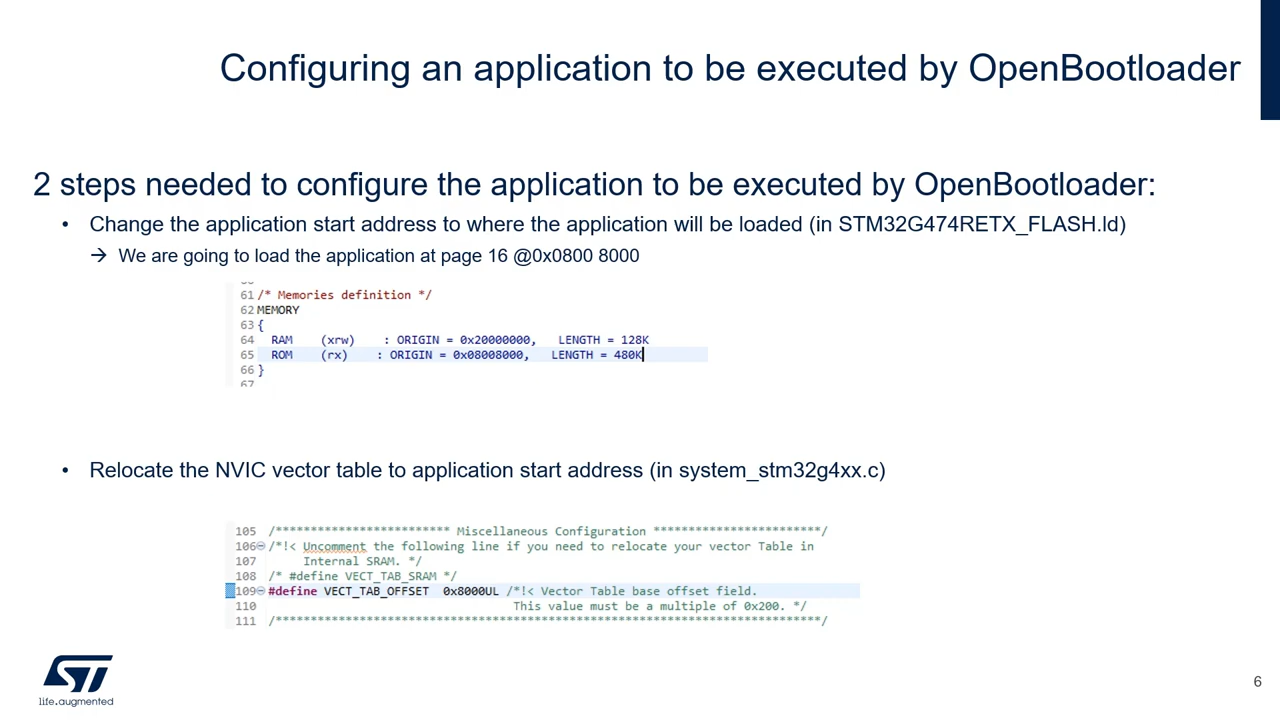 Configuring an application to be executed by OpenBootloader
2 steps needed to configure the application to be executed by OpenBootloader:
• Change the application start address to where the application will be loaded (in STM32G474RETX_FLASH.ld)
→ We are going to load the application at page 16 @0x0800 8000
61 /* Memories definition */
62 MEMORY
63 {
64 RAM (xrw) : ORIGIN = 0x20000000, LENGTH = 128K
65 ROM (rx) : ORIGIN = 0x08008000, LENGTH = 480K
66 }
67
• Relocate the NVIC vector table to application start address (in system_stm32g4xx.c)
105 /************************* Miscellaneous Configuration ************************/
106 /*!< Uncomment the following line if you need to relocate your vector Table in
107 Internal SRAM. */
108 /* #define VECT_TAB_SRAM */
109 #define VECT_TAB_OFFSET 0x8000UL /*!< Vector Table base offset field.
110 This value must be a multiple of 0x200. */
111 /******************************************************************************/
ST
life.augmented
6